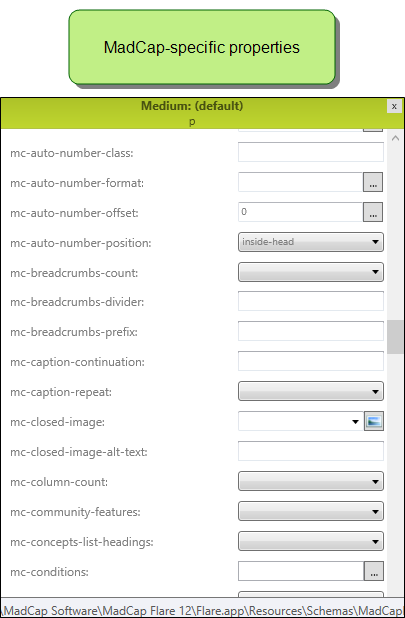 MadCap-specific properties
Medium: (default)
x
p
...
mc-auto-number-class:
mc-auto-number-format: ...
mc-auto-number-offset: 0 ...
mc-auto-number-position: inside-head
mc-breadcrumbs-count:
mc-breadcrumbs-divider:
mc-breadcrumbs-prefix:
mc-caption-continuation:
mc-caption-repeat:
mc-closed-image:
mc-closed-image-alt-text:
mc-column-count:
mc-community-features:
mc-concepts-list-headings:
mc-conditions: ...
\MadCap Software\MadCap Flare 12\Flare.app\Resources\Schemas\MadCap